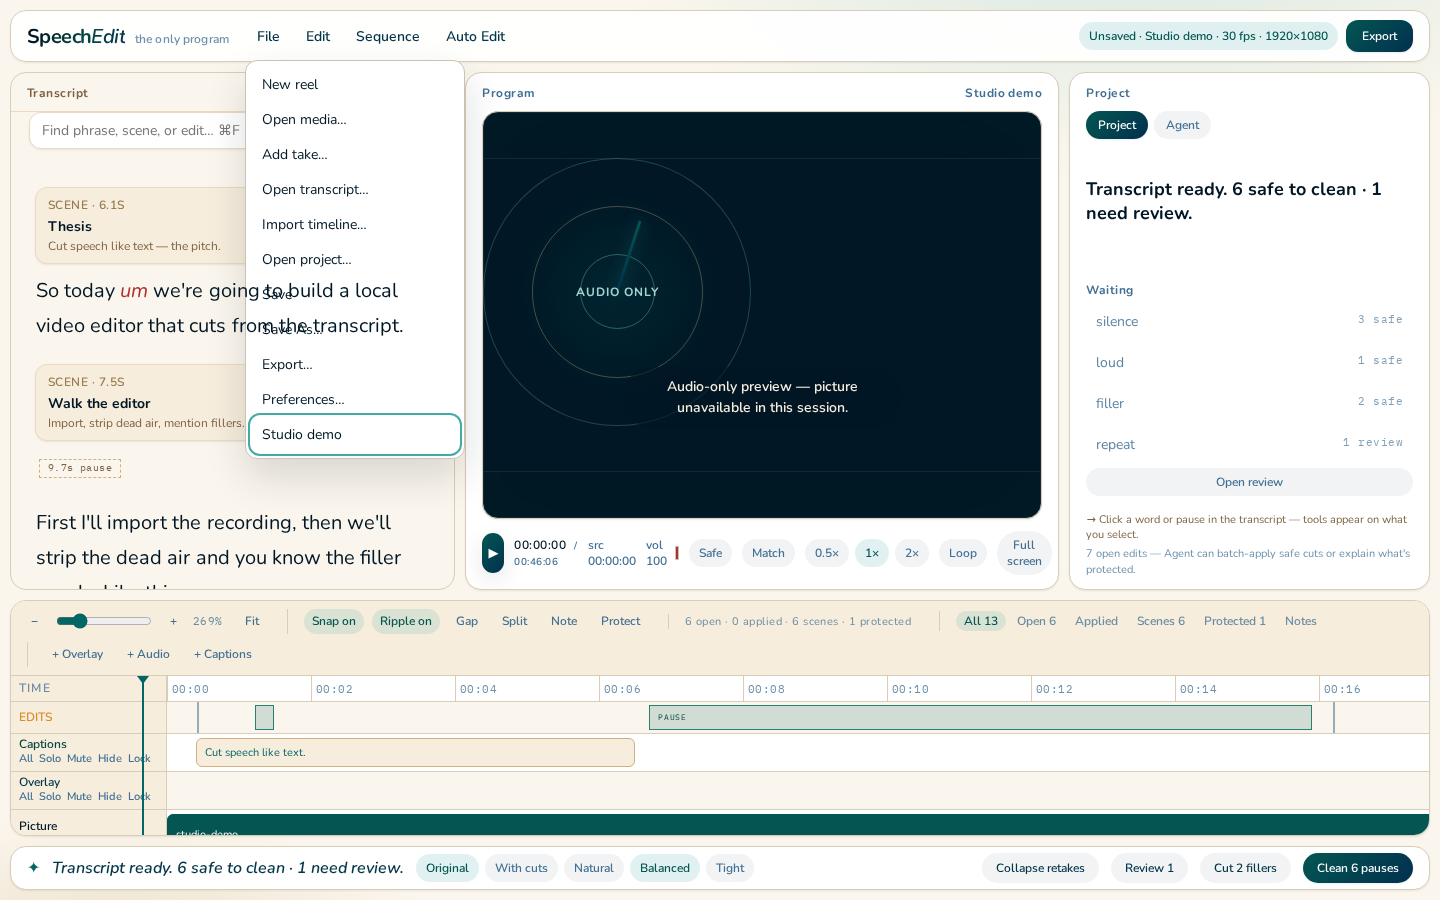 SpeechEdit the only program File Edit Sequence Auto Edit Unsaved · Studio demo · 30 fps · 1920×1080 Export
Transcript
Find phrase, scene, or edit… ⌘F
SCENE · 6.1S
Thesis
Cut speech like text — the pitch.
So today um we're going to build a local
video editor that cuts from the transcript.
SCENE · 7.5S
Walk the editor
Import, strip dead air, mention fillers.
9.7s pause
First I'll import the recording, then we'll
strip the dead air and you know the filler
New reel
Open media…
Add take…
Open transcript…
Import timeline…
Open project…
Save
Save As…
Export…
Preferences…
Studio demo
Program Studio demo
AUDIO ONLY
Audio-only preview — picture
unavailable in this session.
▶ 00:00:00 / 00:46:06 src 00:00:00 vol 100 Safe Match 0.5× 1× 2× Loop Full screen
Project
Project Agent
Transcript ready. 6 safe to clean · 1
need review.
Waiting
silence 3 safe
loud 1 safe
filler 2 safe
repeat 1 review
Open review
→ Click a word or pause in the transcript — tools appear on what
you select.
7 open edits — Agent can batch-apply safe cuts or explain what's
protected.
− + 269% Fit Snap on Ripple on Gap Split Note Protect 6 open · 0 applied · 6 scenes · 1 protected All 13 Open 6 Applied Scenes 6 Protected 1 Notes
+ Overlay + Audio + Captions
TIME 00:00 00:02 00:04 00:06 00:08 00:10 00:12 00:14 00:16
EDITS PAUSE
Captions
All Solo Mute Hide Lock
Cut speech like text.
Overlay
All Solo Mute Hide Lock
Picture
studio-demo
✦ Transcript ready. 6 safe to clean · 1 need review. Original With cuts Natural Balanced Tight Collapse retakes Review 1 Cut 2 fillers Clean 6 pauses